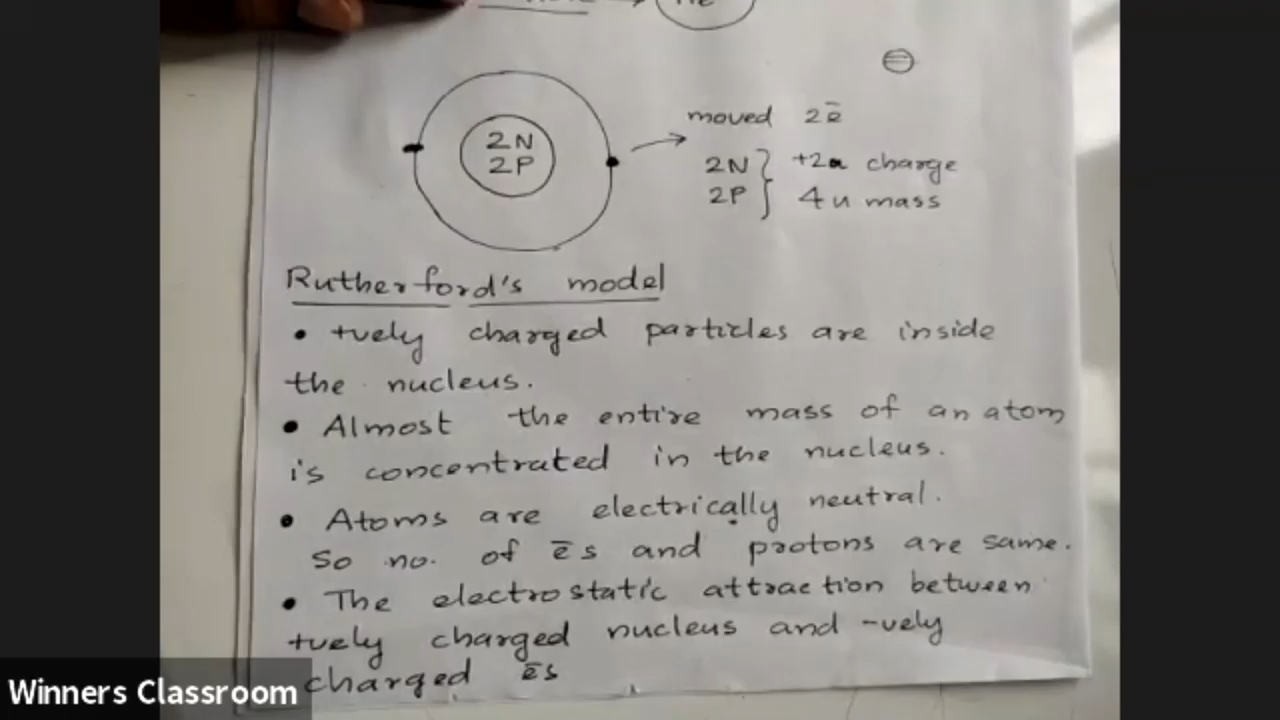 He
moved 2ē
2N
2P
2N } +2 charge
2P } 4u mass
Rutherford's model
• +vely charged particles are inside
the nucleus.
• Almost the entire mass of an atom
is concentrated in the nucleus.
• Atoms are electrically neutral.
So no. of ēs and protons are same.
• The electrostatic attraction between
+vely charged nucleus and -vely
charged ēs
Winners Classroom